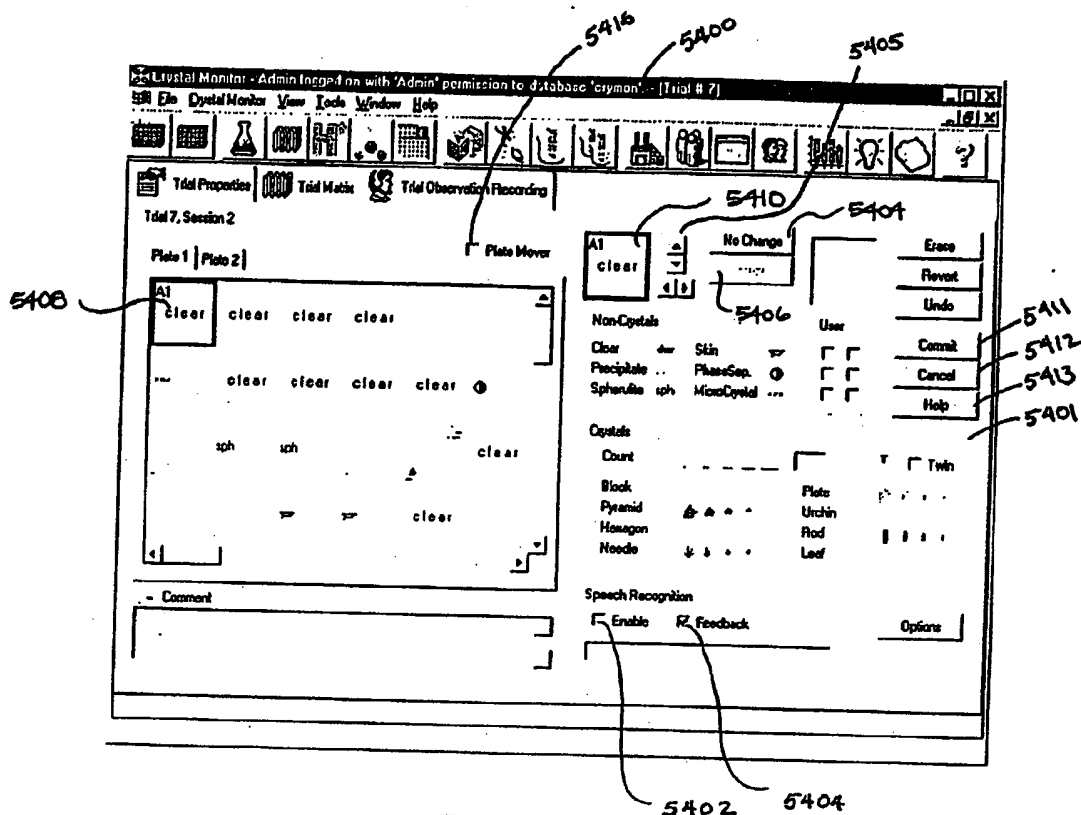 5416
5400
5405
Crystal Monitor - Admin logged on with 'Admin' permission to database 'crymon'. - [Trial # 7]
File Crystal Monitor View Tools Window Help
Trial Properties Trial Matrix Trial Observation Recording
Trial 7, Session 2
5410
5404
Plate 1 Plate 2
Plate Mover
A1
clear
No Change
Erase
Revert
Undo
5408
A1
clear clear clear clear
5406
Non-Crystals
User
5411
Clear clear Skin
Commit
5412
Precipitate PhaseSep.
Cancel
5413
Spherulite sph MicroCrystal
Help
5401
clear clear clear clear
sph sph clear
clear
Crystals
Count
Twin
Block
Plate
Pyramid
Urchin
Hexagon
Rod
Needle
Leaf
Comment
Speech Recognition
Enable Feedback
Options
5402
5404